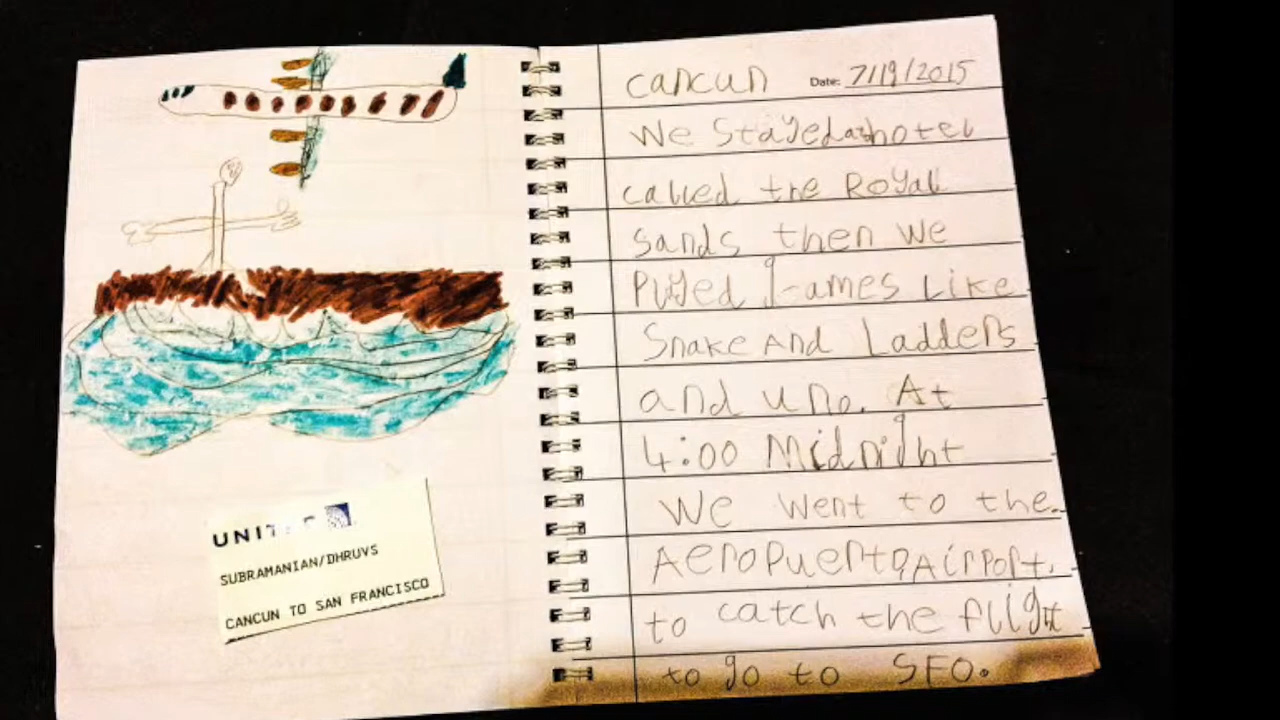 UNITED
SUBRAMANIAN/DHRUVS
CANCUN TO SAN FRANCISCO
cancun Date: 7/19/2015
We Stayed at hotel
called the Royal
sands then we
Plyed games Like
Snake And Ladders
and uno. At
4:00 Midnight
We went to the
Aeropuerto, Airport.
to catch the flight
to go to SFO.